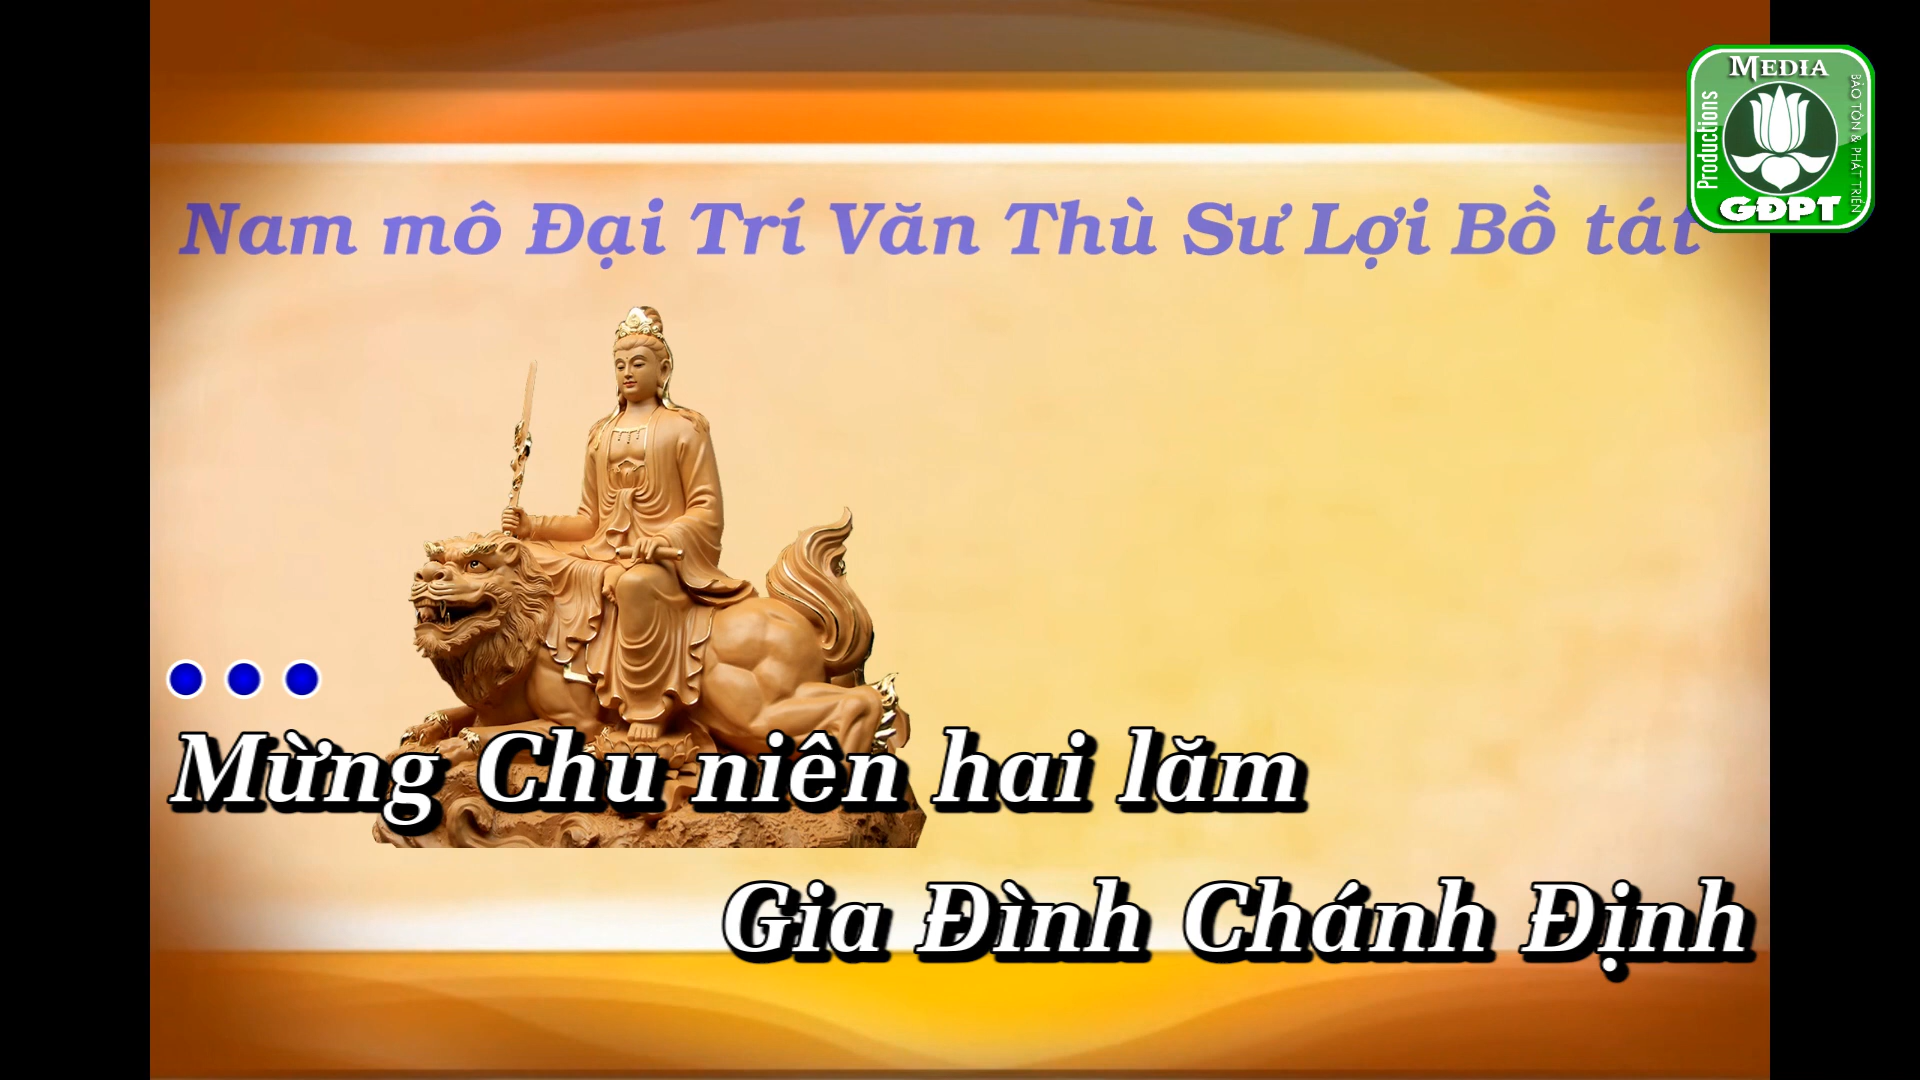 MEDIA
Productions
BẢO TỒN & PHÁT TRIỂN
GĐPT
Nam mô Đại Trí Văn Thù Sư Lợi Bồ tát
Mừng Chu niên hai lăm
Gia Đình Chánh Định